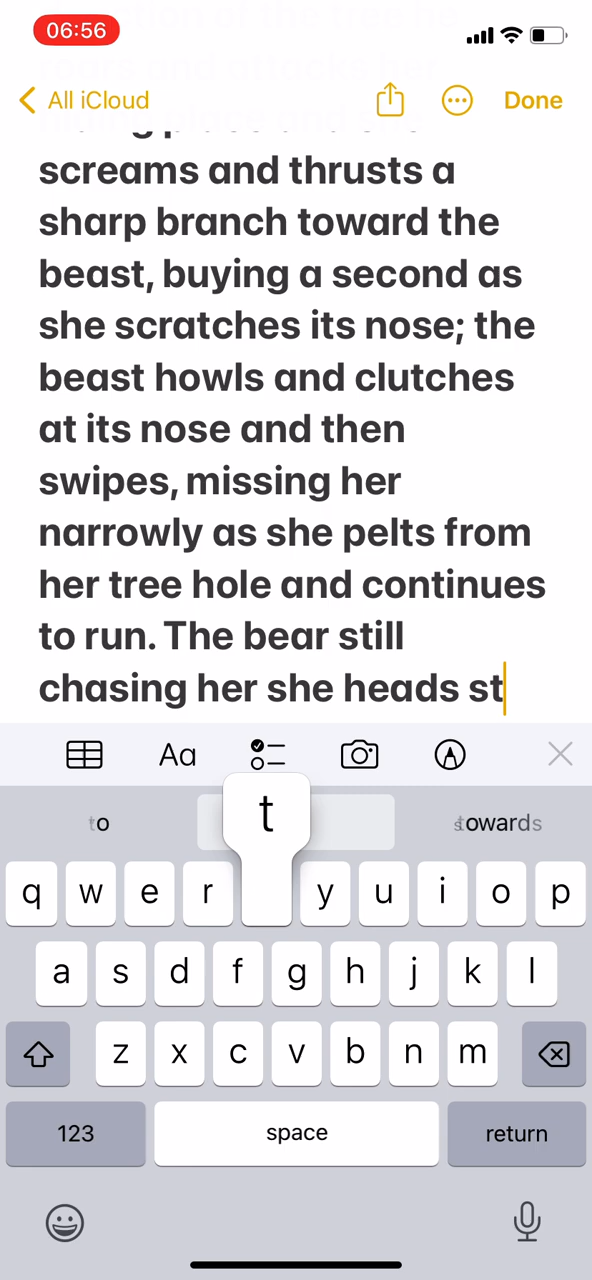 06:56
All iCloud
Done
screams and thrusts a
sharp branch toward the
beast, buying a second as
she scratches its nose; the
beast howls and clutches
at its nose and then
swipes, missing her
narrowly as she pelts from
her tree hole and continues
to run. The bear still
chasing her she heads st
Aa
to
towards
t
q w e r y u i o p
a s d f g h j k l
z x c v b n m
123
space
return